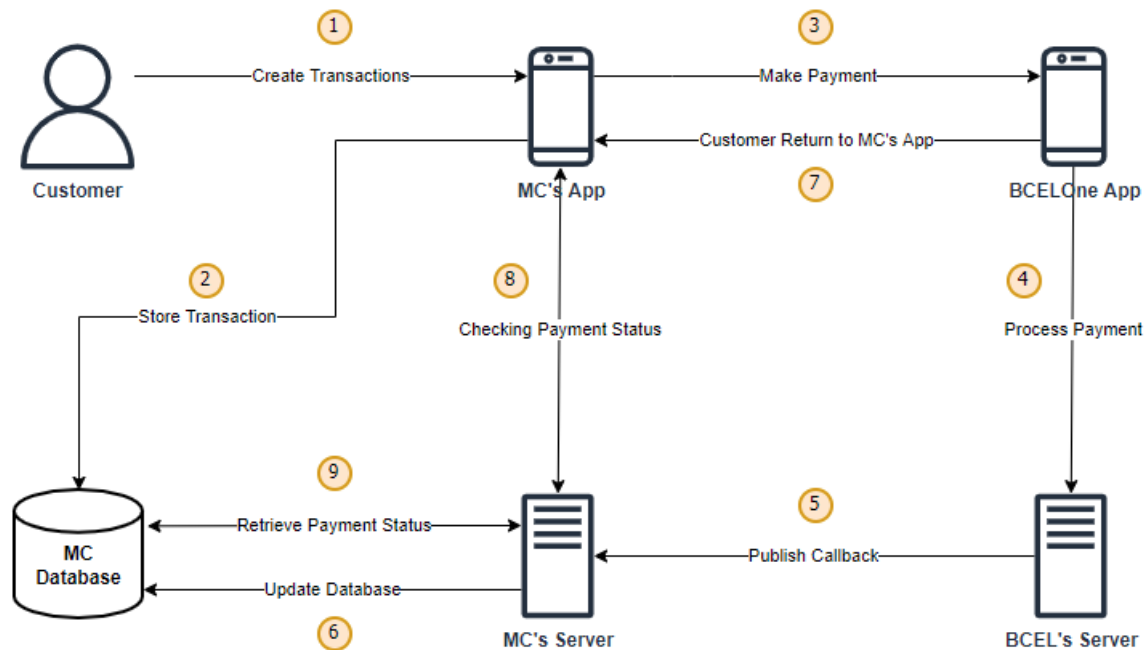 1
3
Create Transactions
Make Payment
Customer Return to MC's App
Customer
MC's App
7
BCELOne App
2
8
4
Store Transaction
Checking Payment Status
Process Payment
9
5
Retrieve Payment Status
MC
Database
Publish Callback
Update Database
6
MC's Server
BCEL's Server